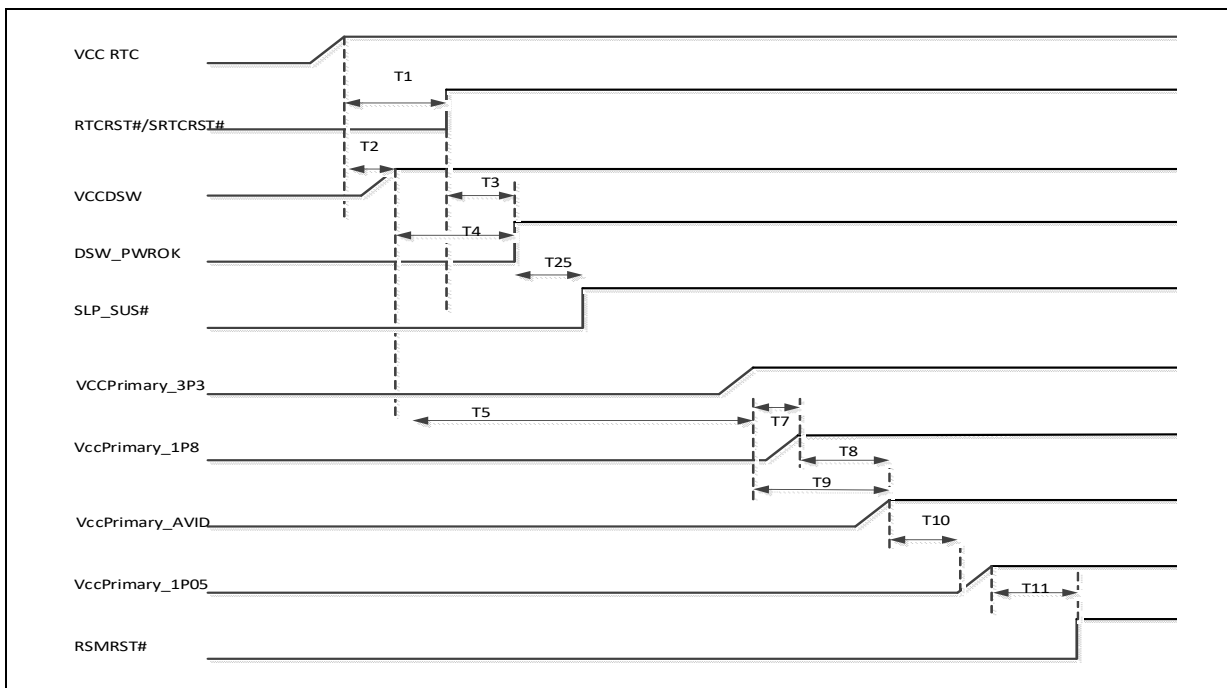 VCC RTC
T1
RTCRST#/SRTCRST#
T2
VCCDSW
T3
T4
DSW_PWROK
T25
SLP_SUS#
VCCPrimary_3P3
T5
T7
VccPrimary_1P8
T8
T9
VccPrimary_AVID
T10
VccPrimary_1P05
T11
RSMRST#